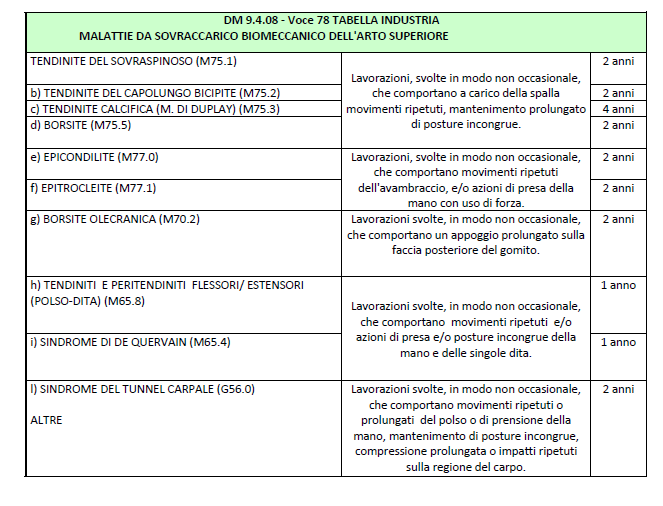 DM 9.4.08 - Voce 78 TABELLA INDUSTRIA
MALATTIE DA SOVRACCARICO BIOMECCANICO DELL'ARTO SUPERIORE
TENDINITE DEL SOVRASPINOSO (M75.1)
2 anni
b) TENDINITE DEL CAPOLUNGO BICIPITE (M75.2)
2 anni
c) TENDINITE CALCIFICA (M. DI DUPLAY) (M75.3)
4 anni
d) BORSITE (M75.5)
2 anni
Lavorazioni, svolte in modo non occasionale,
che comportano a carico della spalla
movimenti ripetuti, mantenimento prolungato
di posture incongrue.
e) EPICONDILITE (M77.0)
2 anni
f) EPITROCLEITE (M77.1)
2 anni
Lavorazioni, svolte in modo non occasionale,
che comportano movimenti ripetuti
dell'avambraccio, e/o azioni di presa della
mano con uso di forza.
g) BORSITE OLECRANICA (M70.2)
Lavorazioni svolte, in modo non occasionale,
che comportano un appoggio prolungato sulla
faccia posteriore del gomito.
2 anni
h) TENDINITI E PERITENDINITI FLESSORI/ ESTENSORI
(POLSO-DITA) (M65.8)
1 anno
i) SINDROME DI DE QUERVAIN (M65.4)
1 anno
Lavorazioni svolte, in modo non occasionale,
che comportano movimenti ripetuti e/o
azioni di presa e/o posture incongrue della
mano e delle singole dita.
l) SINDROME DEL TUNNEL CARPALE (G56.0)
ALTRE
Lavorazioni svolte, in modo non occasionale,
che comportano movimenti ripetuti o
prolungati del polso o di prensione della
mano, mantenimento di posture incongrue,
compressione prolungata o impatti ripetuti
sulla regione del carpo.
2 anni